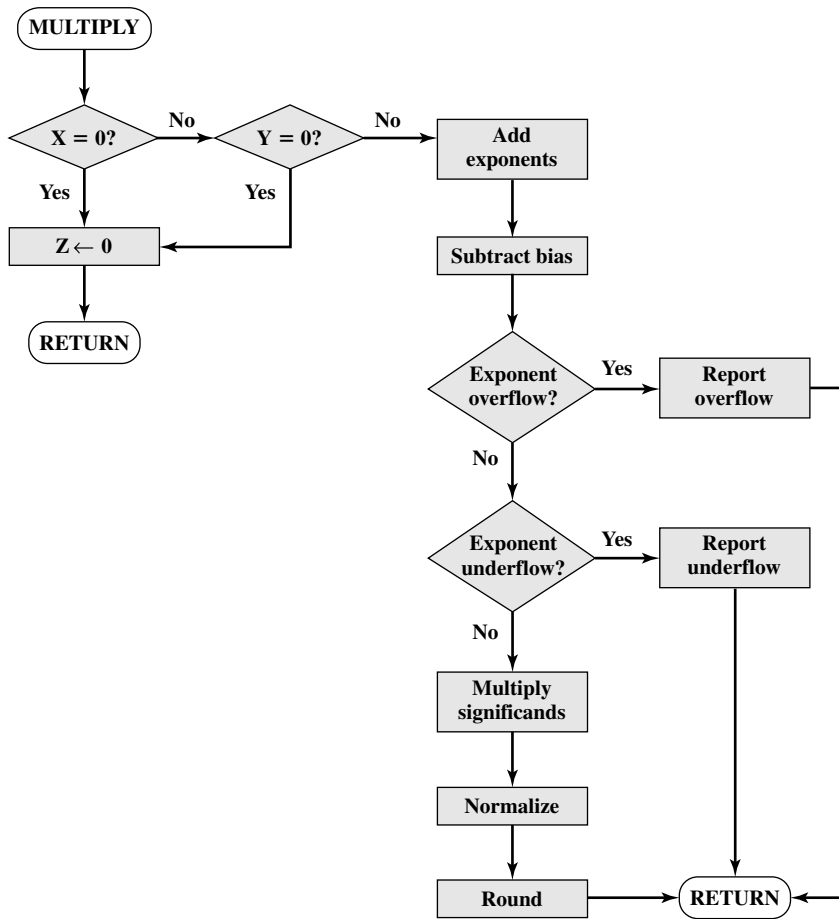 MULTIPLY
X = 0?
No
Y = 0?
No
Add
exponents
Yes
Yes
Z ← 0
Subtract bias
RETURN
Exponent
overflow?
Yes
Report
overflow
No
Exponent
underflow?
Yes
Report
underflow
No
Multiply
significands
Normalize
Round
RETURN